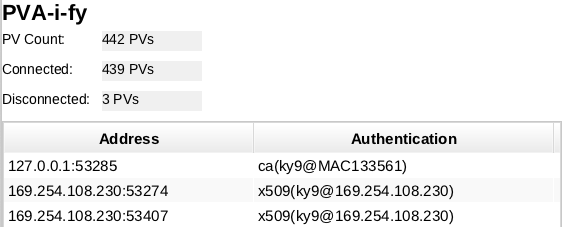 PVA-i-fy
PV Count: 442 PVs
Connected: 439 PVs
Disconnected: 3 PVs
Address Authentication
127.0.0.1:53285 ca(ky9@MAC133561)
169.254.108.230:53274 x509(ky9@169.254.108.230)
169.254.108.230:53407 x509(ky9@169.254.108.230)